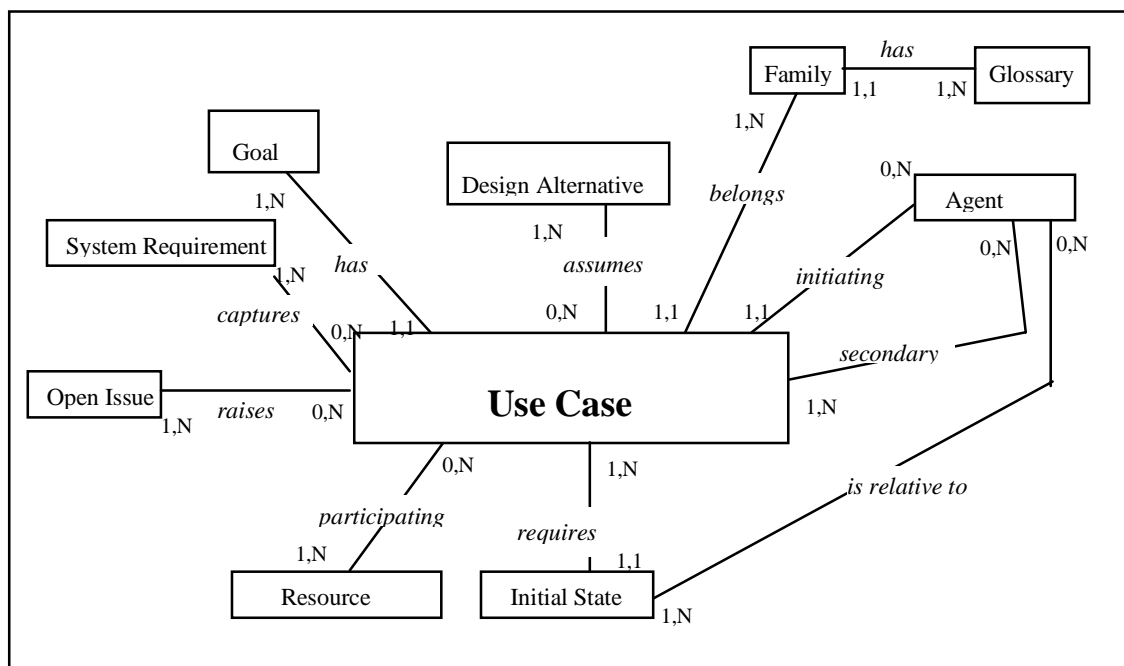 has
Family
Glossary
1,1
1,N
1,N
Goal
Design Alternative
belongs
0,N
Agent
1,N
System Requirement
1,N
0,N
0,N
has
assumes
initiating
1,N
captures
0,N
1,1
0,N
1,1
1,1
secondary
Open Issue
raises
0,N
Use Case
1,N
1,N
0,N
1,N
is relative to
participating
requires
1,N
1,1
Resource
Initial State
1,N